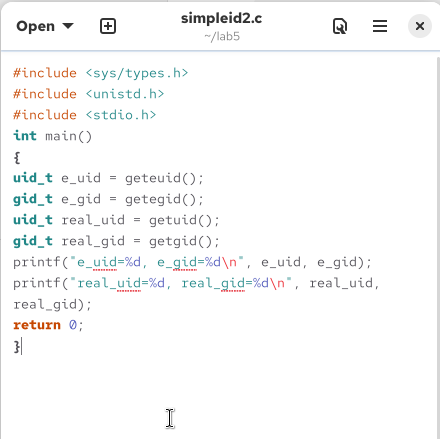 Open
simpleid2.c
~/lab5
#include <sys/types.h>
#include <unistd.h>
#include <stdio.h>
int main()
{
uid_t e_uid = geteuid();
gid_t e_gid = getegid();
uid_t real_uid = getuid();
gid_t real_gid = getgid();
printf("e_uid=%d, e_gid=%d\n", e_uid, e_gid);
printf("real_uid=%d, real_gid=%d\n", real_uid,
real_gid);
return 0;
}